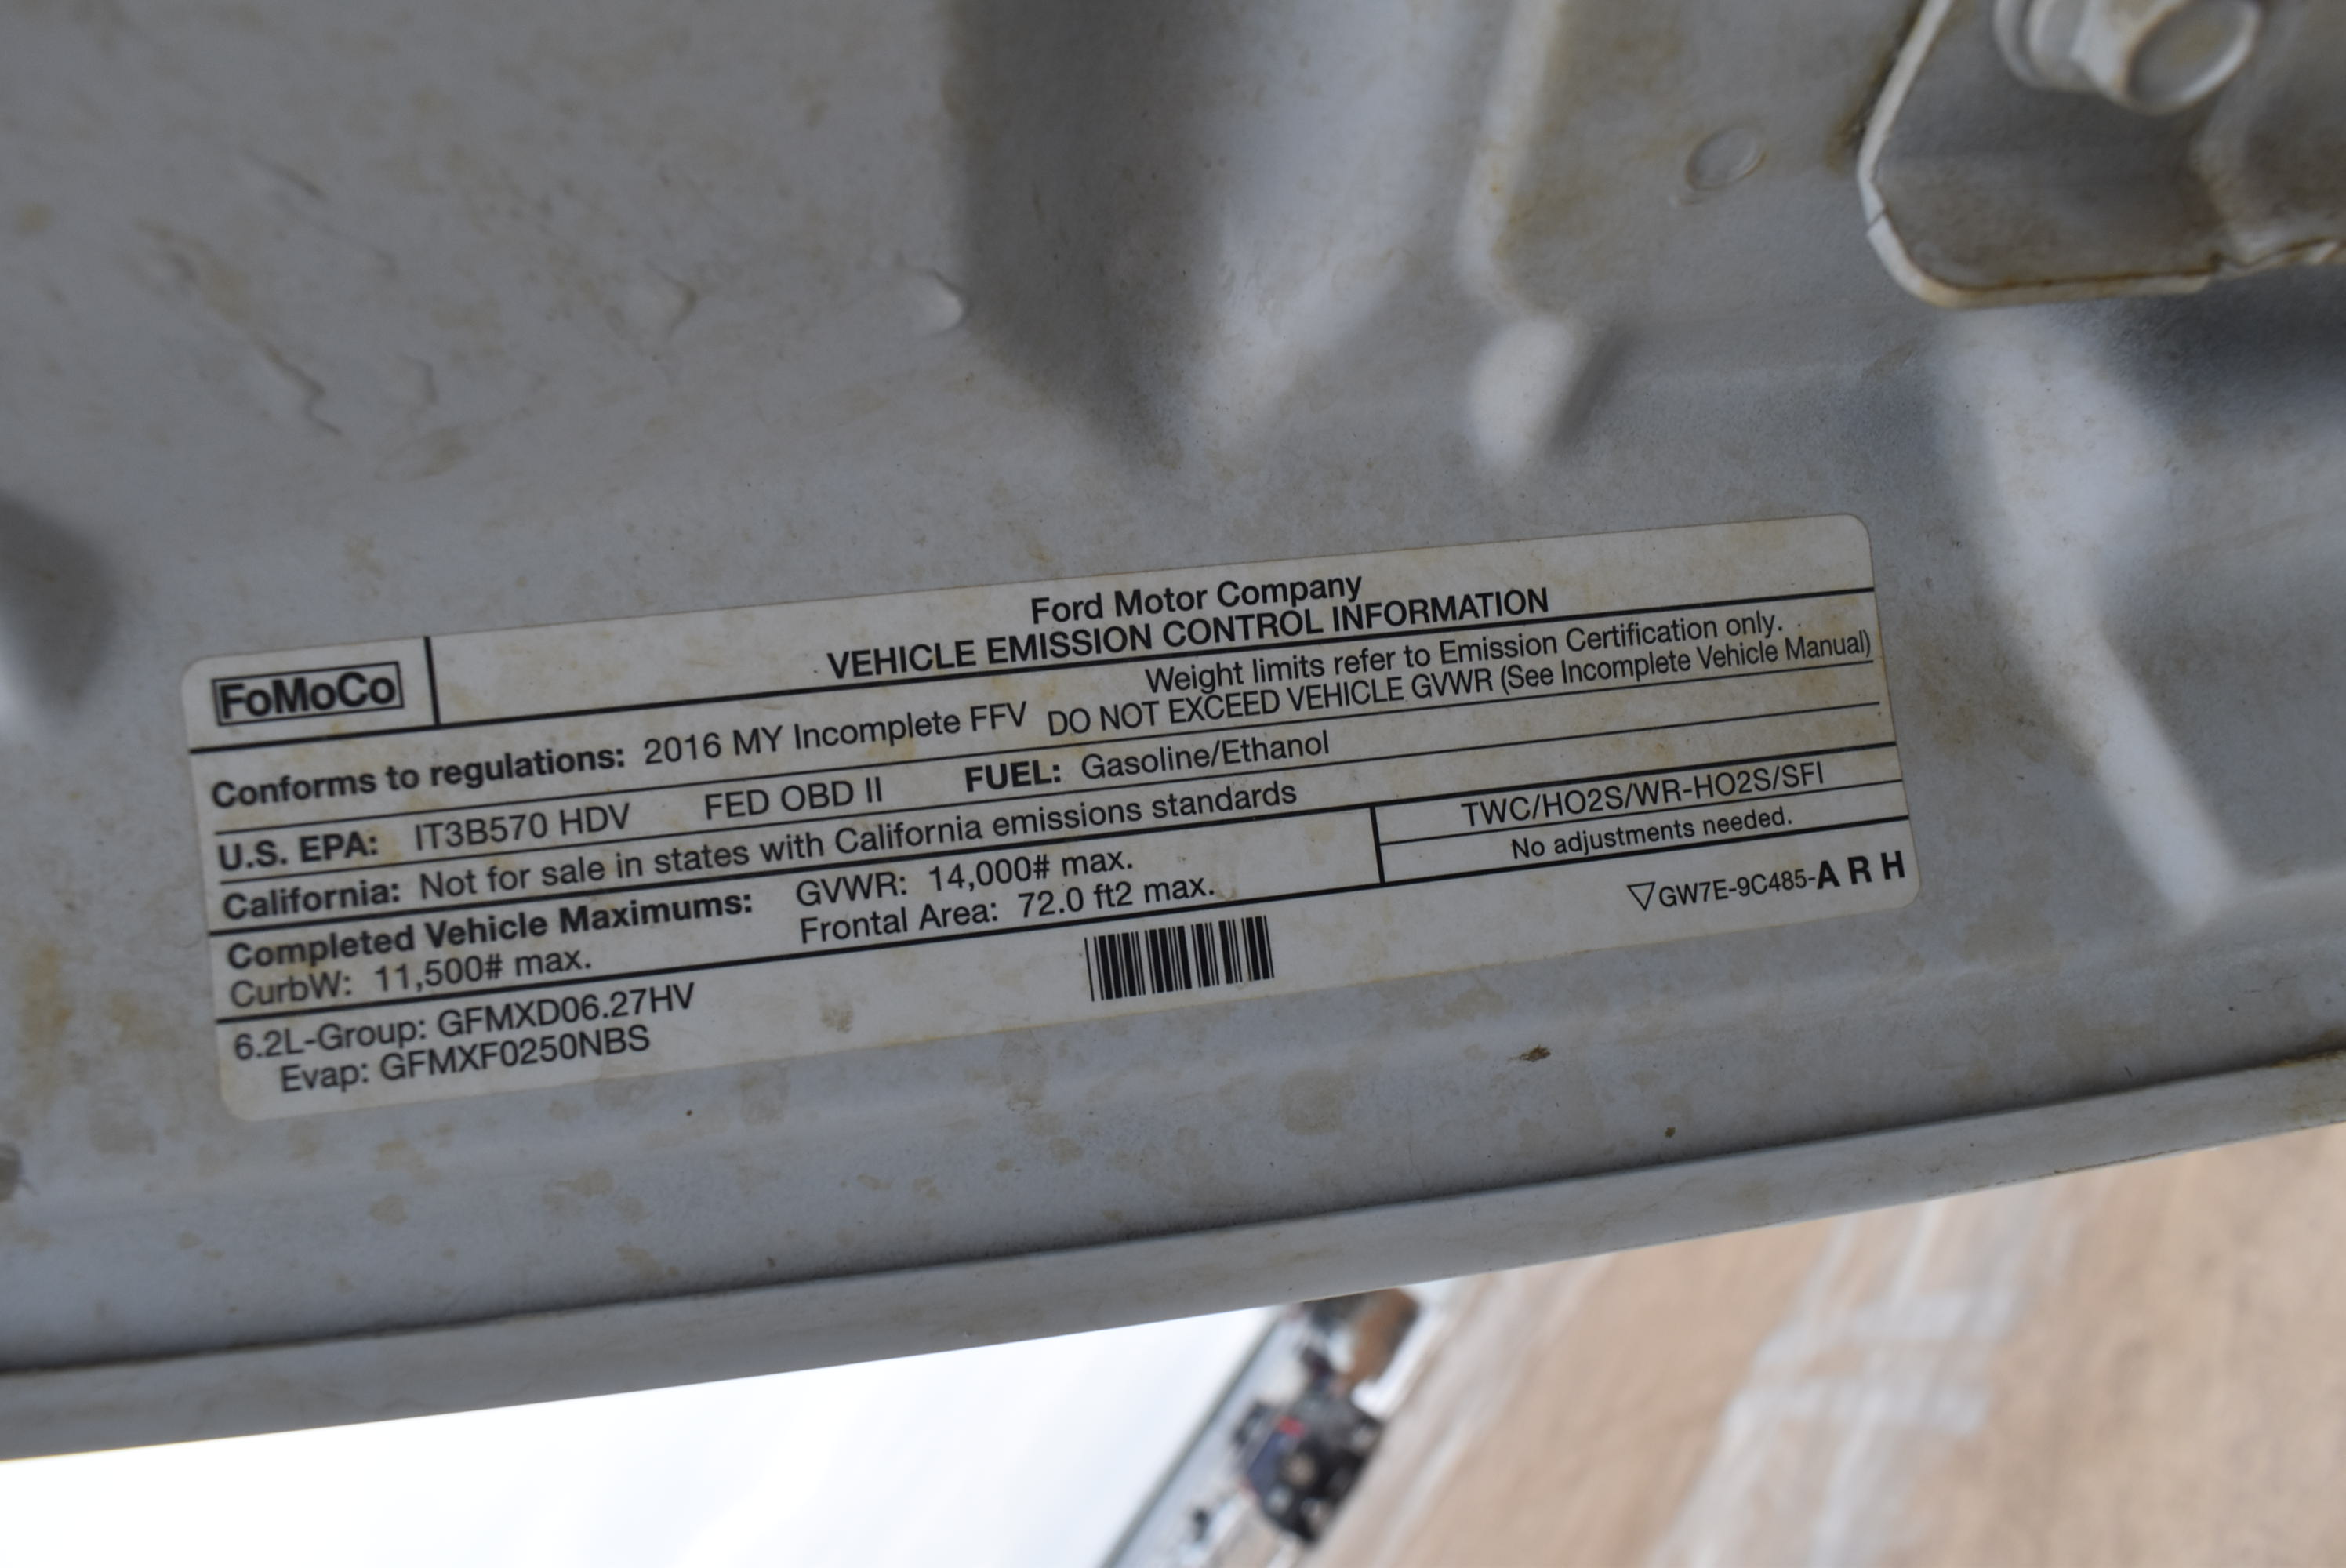 FoMoCo
Ford Motor Company
VEHICLE EMISSION CONTROL INFORMATION
Conforms to regulations: 2016 MY Incomplete FFV
Weight limits refer to Emission Certification only.
DO NOT EXCEED VEHICLE GVWR (See Incomplete Vehicle Manual)
U.S. EPA: IT3B570 HDV FED OBD II FUEL: Gasoline/Ethanol
California: Not for sale in states with California emissions standards
Completed Vehicle Maximums: GVWR: 14,000# max.
CurbW: 11,500# max. Frontal Area: 72.0 ft2 max.
TWC/HO2S/WR-HO2S/SFI
No adjustments needed.
6.2L-Group: GFMXD06.27HV
Evap: GFMXF0250NBS
▽GW7E-9C485-A R H